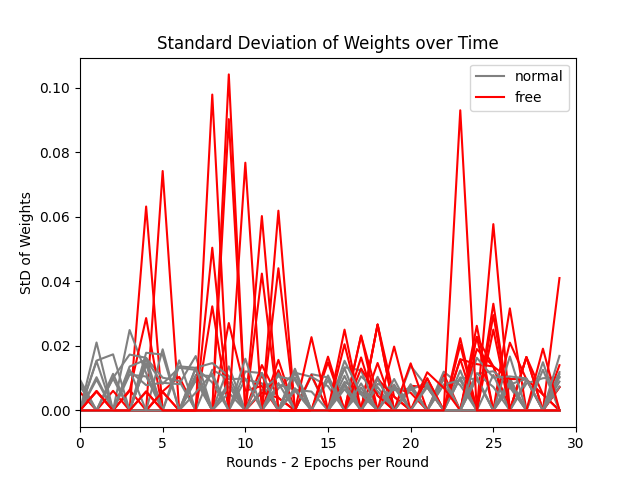 Standard Deviation of Weights over Time
normal
free
StD of Weights
0.10
0.08
0.06
0.04
0.02
0.00
0 5 10 15 20 25 30
Rounds - 2 Epochs per Round